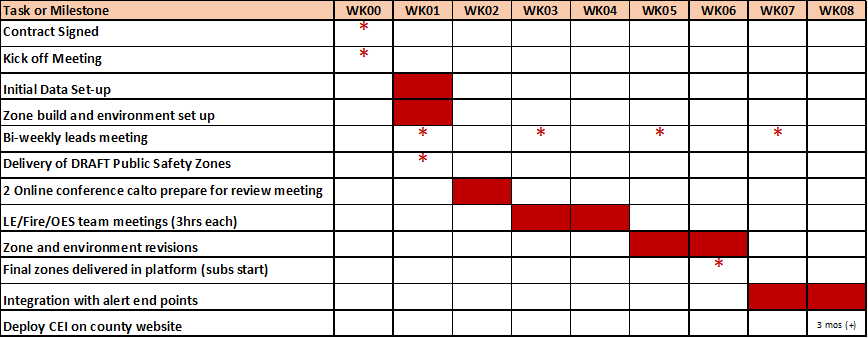 Task or Milestone WK00 WK01 WK02 WK03 WK04 WK05 WK06 WK07 WK08
Contract Signed *
Kick off Meeting *
Initial Data Set-up
Zone build and environment set up
Bi-weekly leads meeting * * * *
Delivery of DRAFT Public Safety Zones *
2 Online conference calto prepare for review meeting
LE/Fire/OES team meetings (3hrs each)
Zone and environment revisions
Final zones delivered in platform (subs start) *
Integration with alert end points
Deploy CEI on county website 3 mos (+)